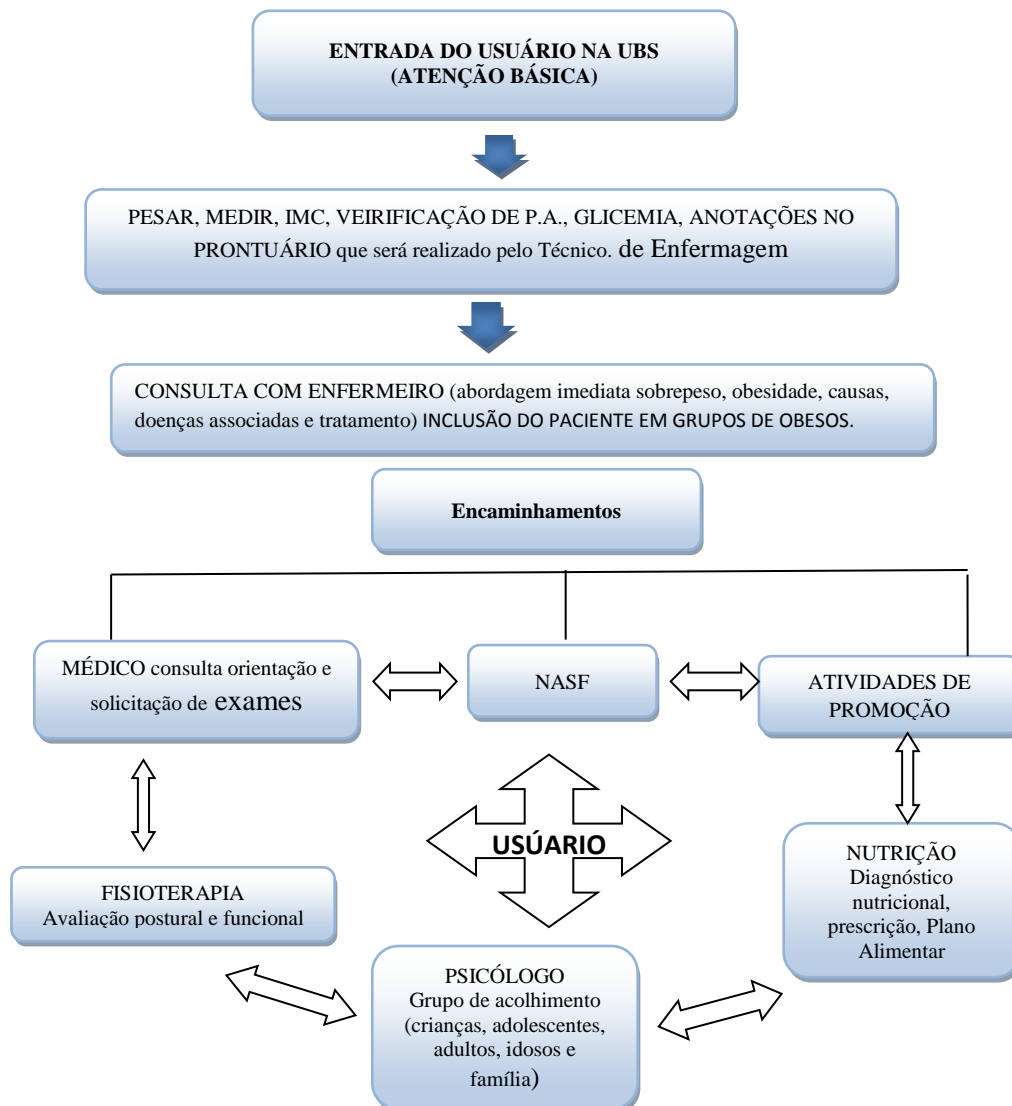 ENTRADA DO USUÁRIO NA UBS
(ATENÇÃO BÁSICA)
PESAR, MEDIR, IMC, VEIRIFICAÇÃO DE P.A., GLICEMIA, ANOTAÇÕES NO
PRONTUÁRIO que será realizado pelo Técnico. de Enfermagem
CONSULTA COM ENFERMEIRO (abordagem imediata sobrepeso, obesidade, causas,
doenças associadas e tratamento) INCLUSÃO DO PACIENTE EM GRUPOS DE OBESOS.
Encaminhamentos
MÉDICO consulta orientação e
solicitação de exames
NASF
ATIVIDADES DE
PROMOÇÃO
USÚARIO
FISIOTERAPIA
Avaliação postural e funcional
NUTRIÇÃO
Diagnóstico
nutricional,
prescrição, Plano
Alimentar
PSICÓLOGO
Grupo de acolhimento
(crianças, adolescentes,
adultos, idosos e
família)